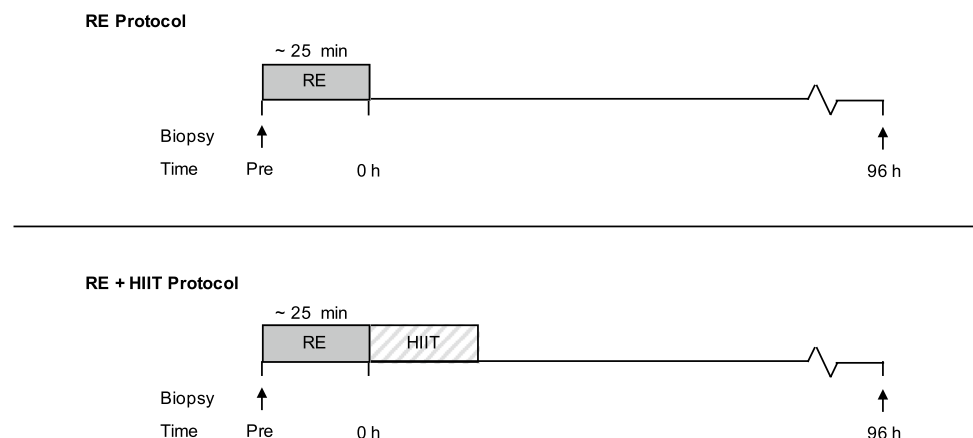 RE Protocol
~ 25 min
RE
Biopsy
Time Pre 0 h 96 h
RE + HIIT Protocol
~ 25 min
RE HIIT
Biopsy
Time Pre 0 h 96 h